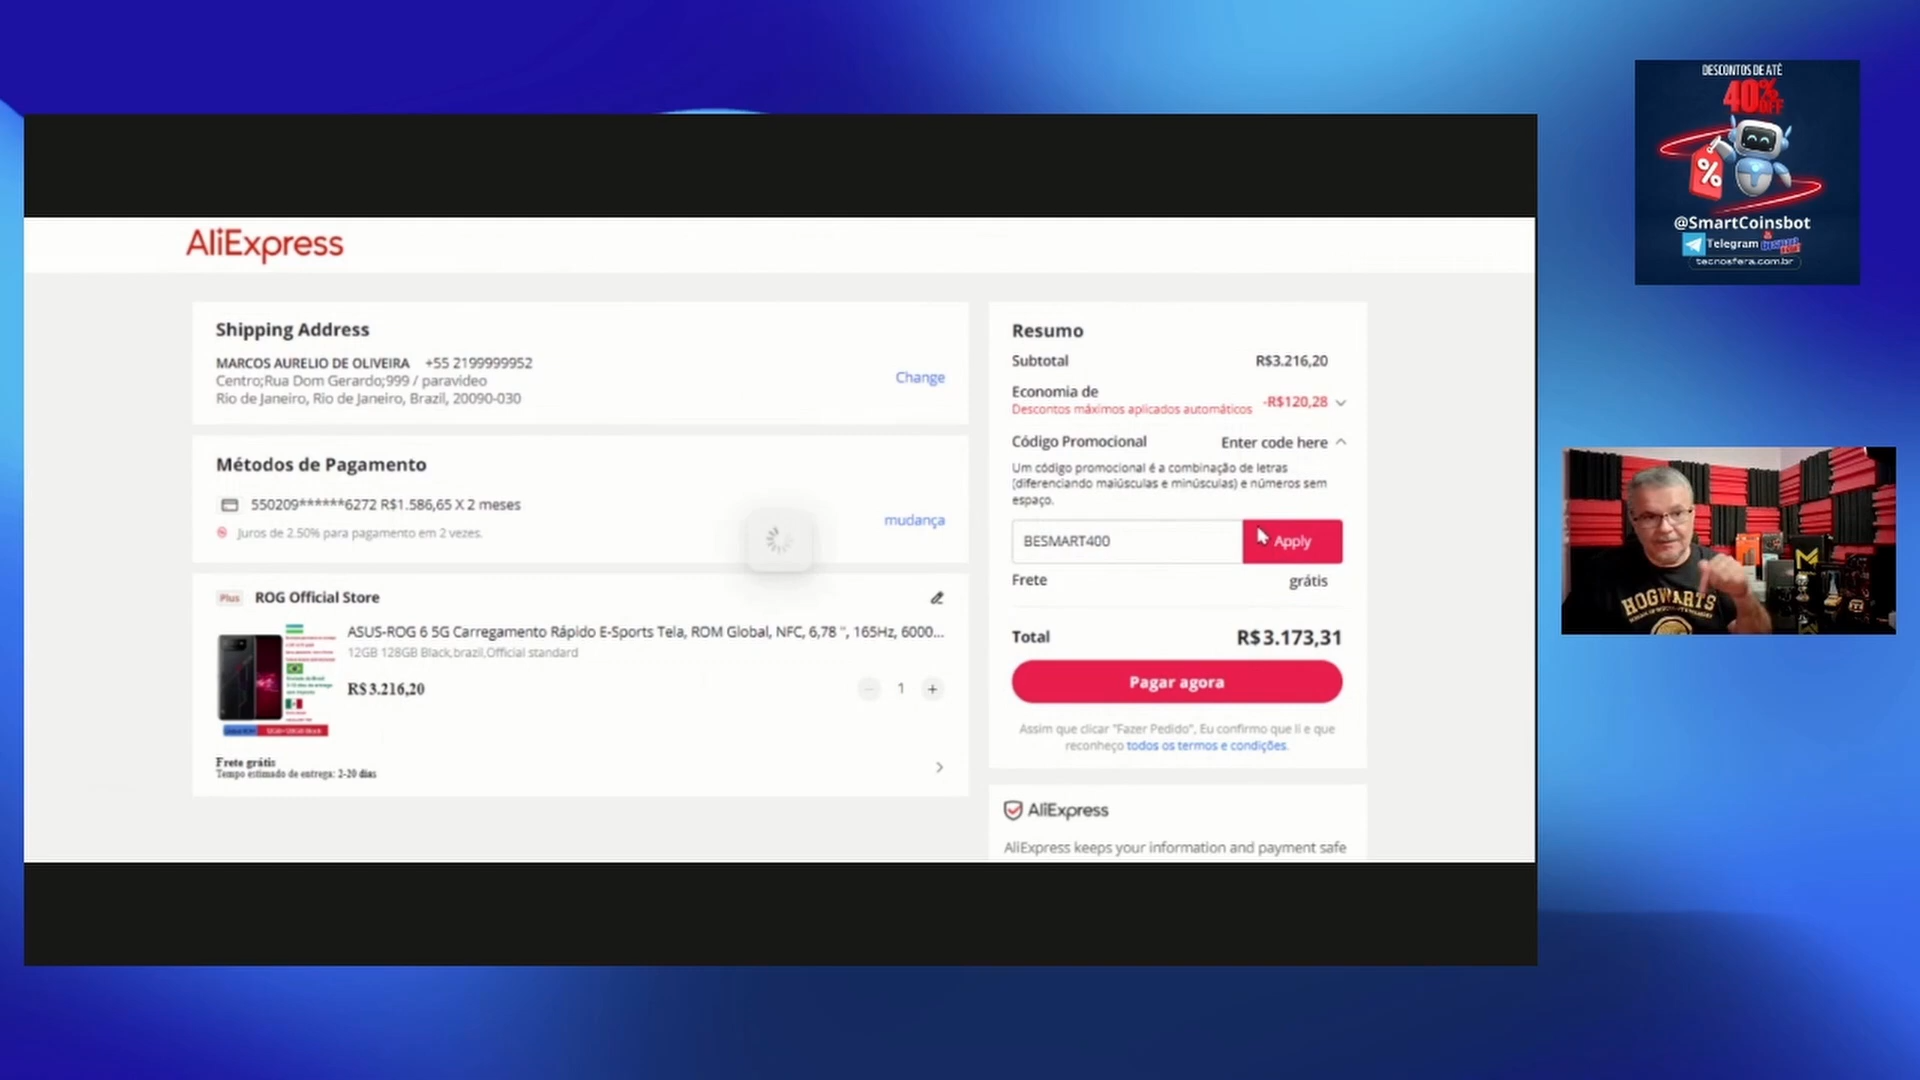 AliExpress
Shipping Address
MARCOS AURELIO DE OLIVEIRA +55 2199999952
Centro;Rua Dom Gerardo;999 / paravideo
Rio de Janeiro, Rio de Janeiro, Brazil, 20090-030
Change
Métodos de Pagamento
550209******6272 R$1.586,65 X 2 meses
Juros de 2.50% para pagamento em 2 vezes.
mudança
Plus ROG Official Store
ASUS-ROG 6 5G Carregamento Rápido E-Sports Tela, ROM Global, NFC, 6,78 ", 165Hz, 6000...
12GB 128GB Black,brazil,Official standard
R$3.216,20
1
Frete grátis
Tempo estimado de entrega: 2-20 dias
Resumo
Subtotal R$3.216,20
Economia de
Descontos máximos aplicados automáticos -R$120,28
Código Promocional Enter code here
Um código promocional é a combinação de letras
(diferenciando maiúsculas e minúsculas) e números sem
espaço.
BESMART400 Apply
Frete grátis
Total R$3.173,31
Pagar agora
Assim que clicar "Fazer Pedido", Eu confirmo que li e que
reconheço todos os termos e condições.
AliExpress
AliExpress keeps your information and payment safe
DESCONTOS DE ATÉ
40% OFF
%
@SmartCoinsbot
Telegram
tecnosfera.com.br
HOGWARTS